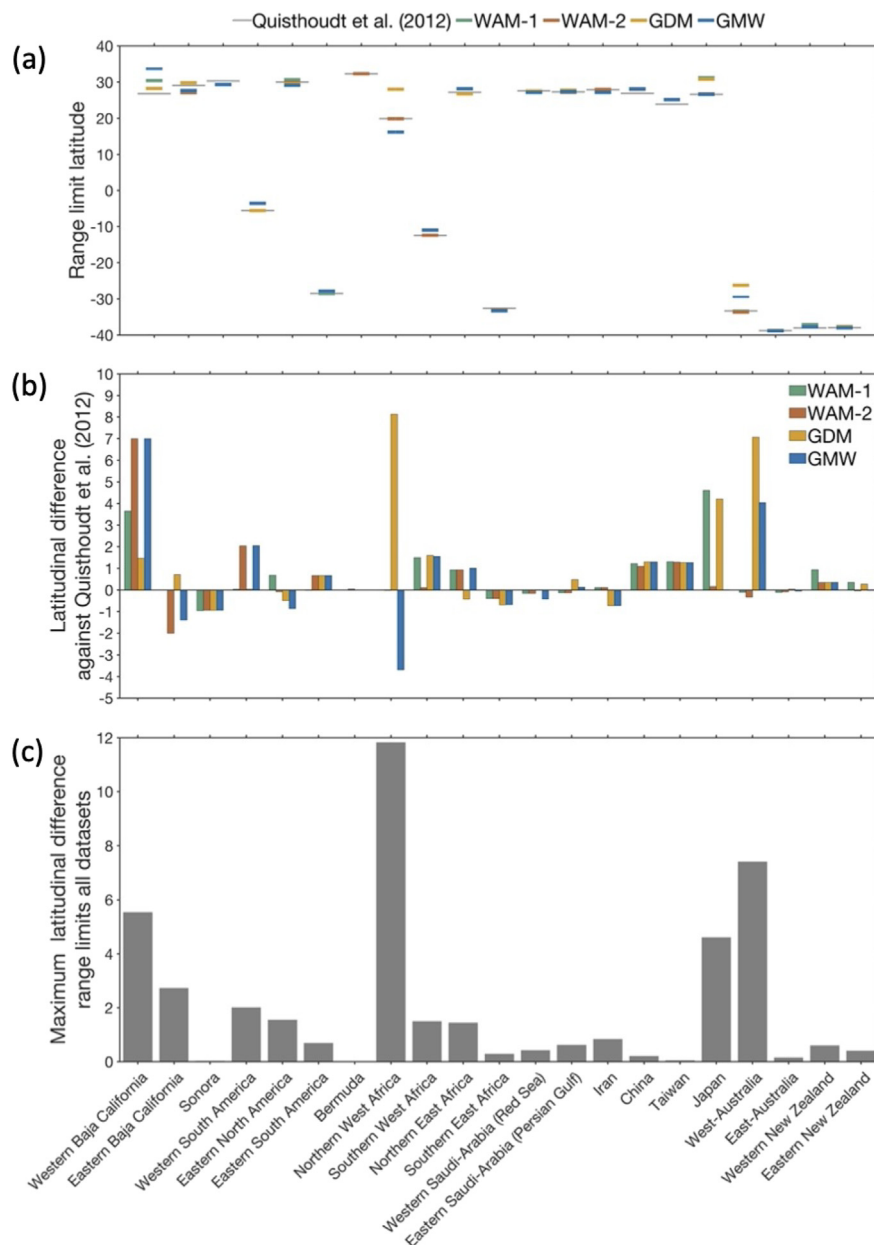 Quisthoudt et al. (2012) WAM-1 WAM-2 GDM GMW
(a)
Range limit latitude
40
30
20
10
0
-10
-20
-30
-40
(b)
Latitudinal difference
against Quisthoudt et al. (2012)
10
9
8
7
6
5
4
3
2
1
0
-1
-2
-3
-4
-5
WAM-1
WAM-2
GDM
GMW
(c)
Maximum latitudinal difference
range limits all datasets
12
10
8
6
4
2
0
Western Baja California
Eastern Baja California
Sonora
Western South America
Eastern North America
Eastern South America
Bermuda
Northern West Africa
Southern West Africa
Northern East Africa
Southern East Africa
Western Saudi-Arabia (Red Sea)
Eastern Saudi-Arabia (Persian Gulf)
Iran
China
Taiwan
Japan
West-Australia
East-Australia
Western New Zealand
Eastern New Zealand